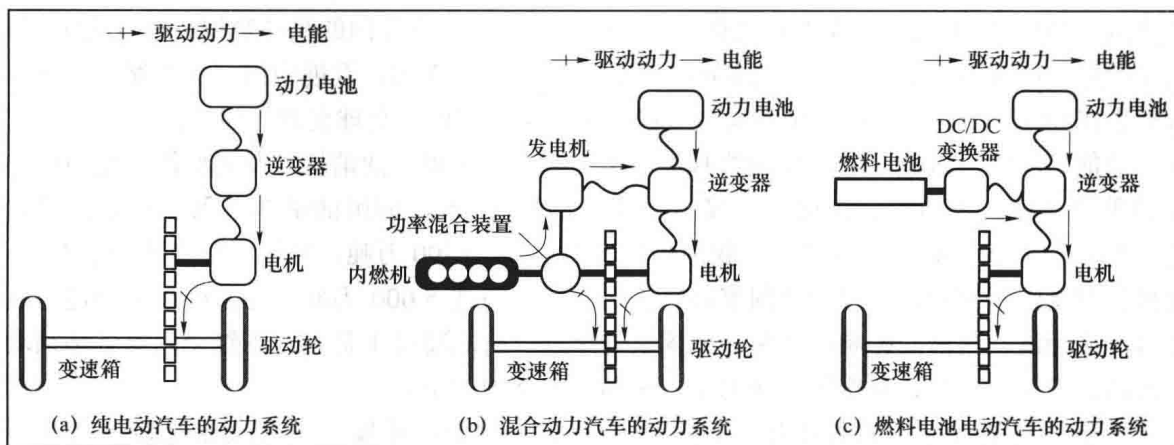 驱动动力 电能
动力电池
逆变器
电机
变速箱
驱动轮
(a) 纯电动汽车的动力系统
驱动动力 电能
动力电池
发电机
逆变器
功率混合装置
内燃机
电机
变速箱
驱动轮
(b) 混合动力汽车的动力系统
驱动动力 电能
动力电池
DC/DC
变换器
燃料电池
逆变器
电机
变速箱
驱动轮
(c) 燃料电池电动汽车的动力系统